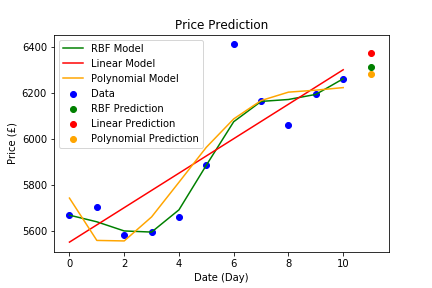 Price Prediction
RBF Model
Linear Model
Polynomial Model
Data
RBF Prediction
Linear Prediction
Polynomial Prediction
Price (£)
6400
6200
6000
5800
5600
0 2 4 6 8 10
Date (Day)